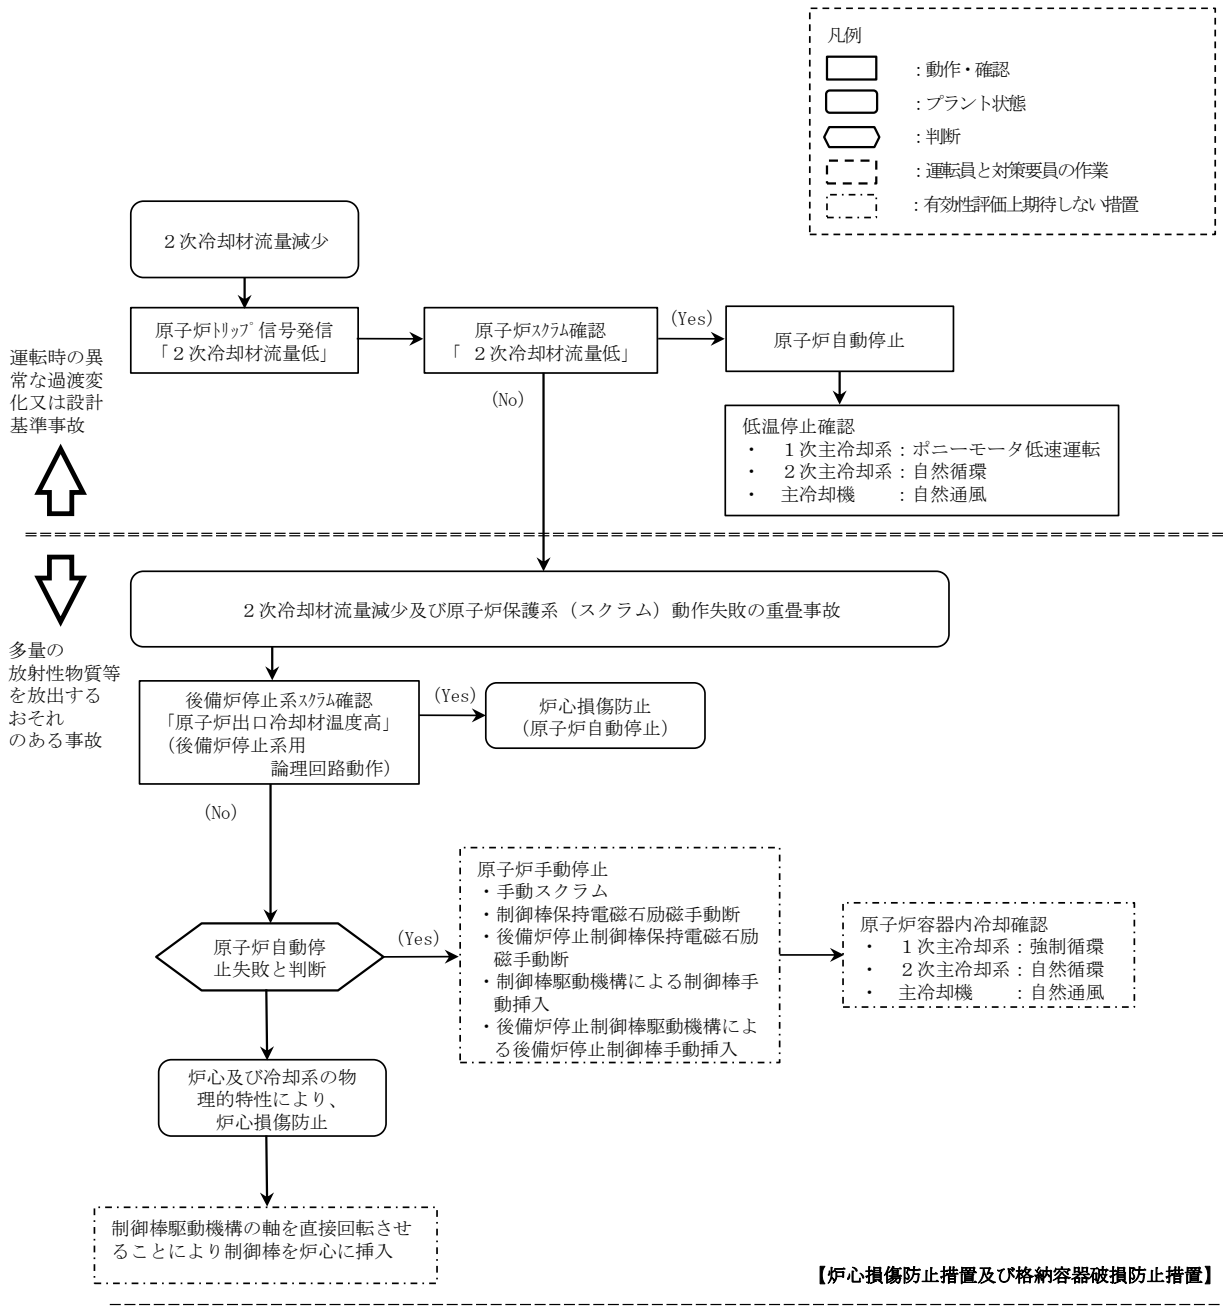 凡例
：動作・確認
：プラント状態
：判断
：運転員と対策要員の作業
：有効性評価上期待しない措置
２次冷却材流量減少
原子炉ﾄﾘｯﾌﾟ信号発信
「２次冷却材流量低」
原子炉ｽｸﾗﾑ確認
「 ２次冷却材流量低」
(Yes)
原子炉自動停止
(No)
低温停止確認
・ １次主冷却系：ポニーモータ低速運転
・ ２次主冷却系：自然循環
・ 主冷却機 ：自然通風
運転時の異
常な過渡変
化又は設計
基準事故
多量の
放射性物質等
を放出する
おそれ
のある事故
２次冷却材流量減少及び原子炉保護系（スクラム）動作失敗の重畳事故
後備炉停止系ｽｸﾗﾑ確認
「原子炉出口冷却材温度高」
（後備炉停止系用
論理回路動作）
(Yes)
炉心損傷防止
（原子炉自動停止）
(No)
原子炉自動停
止失敗と判断
(Yes)
原子炉手動停止
・手動スクラム
・制御棒保持電磁石励磁手動断
・後備炉停止制御棒保持電磁石励
磁手動断
・制御棒駆動機構による制御棒手
動挿入
・後備炉停止制御棒駆動機構によ
る後備炉停止制御棒手動挿入
原子炉容器内冷却確認
・ １次主冷却系：強制循環
・ ２次主冷却系：自然循環
・ 主冷却機 ：自然通風
炉心及び冷却系の物
理的特性により、
炉心損傷防止
制御棒駆動機構の軸を直接回転させ
ることにより制御棒を炉心に挿入
【炉心損傷防止措置及び格納容器破損防止措置】